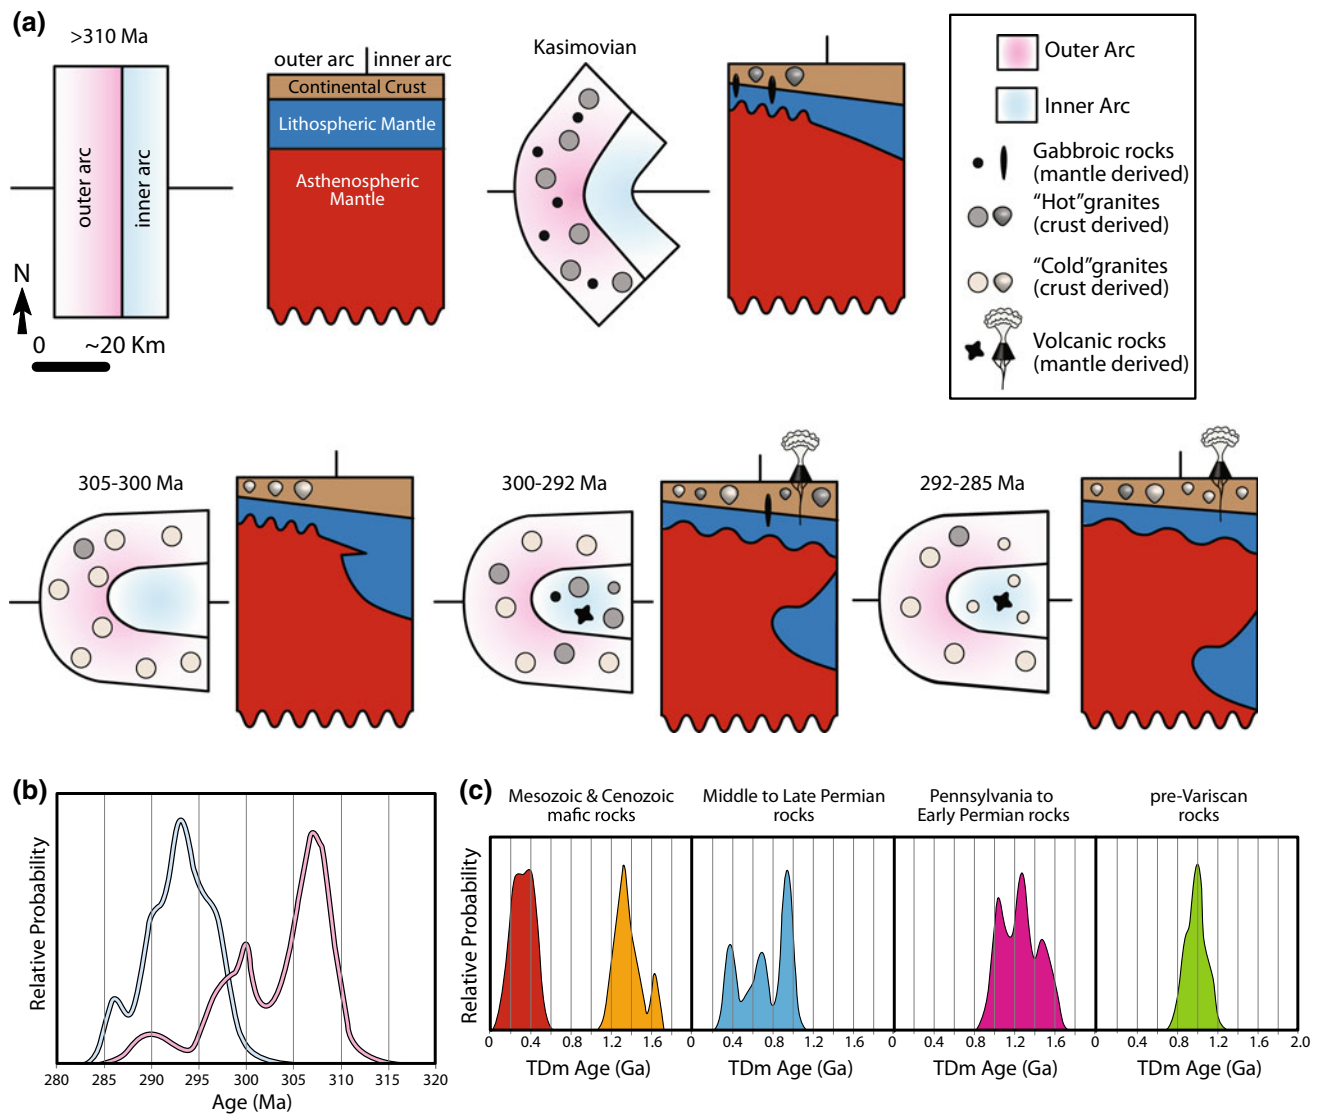 (a)
>310 Ma
outer arc
inner arc
N
0 ~20 Km
outer arc inner arc
Continental Crust
Lithospheric Mantle
Asthenospheric
Mantle
Kasimovian
Outer Arc
Inner Arc
Gabbroic rocks
(mantle derived)
“Hot”granites
(crust derived)
“Cold”granites
(crust derived)
Volcanic rocks
(mantle derived)
305-300 Ma
300-292 Ma
292-285 Ma
(b)
Relative Probability
280 285 290 295 300 305 310 315 320
Age (Ma)
(c)
Relative Probability
Mesozoic & Cenozoic
mafic rocks
Middle to Late Permian
rocks
Pennsylvania to
Early Permian rocks
pre-Variscan
rocks
0 0.4 0.8 1.2 1.6 0 0.4 0.8 1.2 1.6 0 0.4 0.8 1.2 1.6 0 0.4 0.8 1.2 1.6 2.0
TDm Age (Ga) TDm Age (Ga) TDm Age (Ga) TDm Age (Ga)